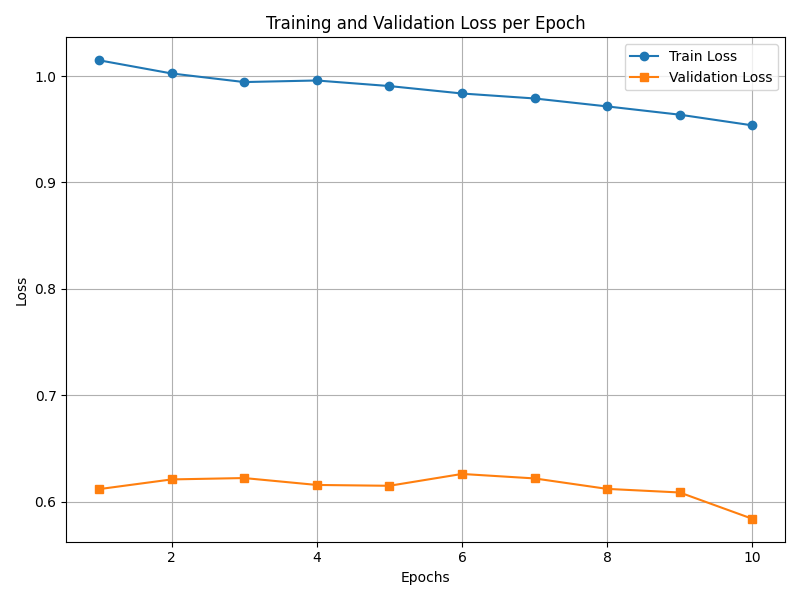 Training and Validation Loss per Epoch
Train Loss
Validation Loss
1.0
0.9
0.8
0.7
0.6
Loss
2 4 6 8 10
Epochs